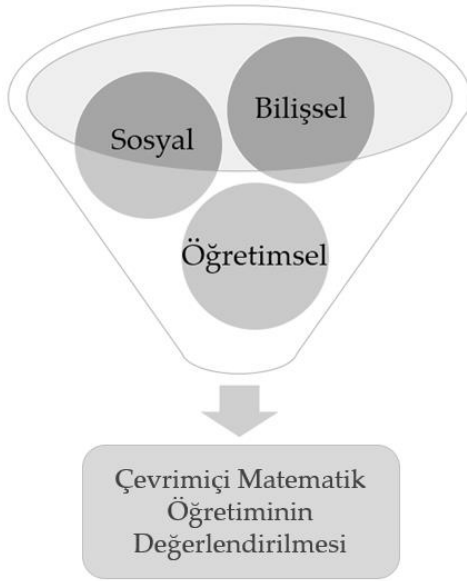 Bilişsel
Sosyal
Öğretimsel
Çevrimiçi Matematik
Öğretiminin
Değerlendirilmesi